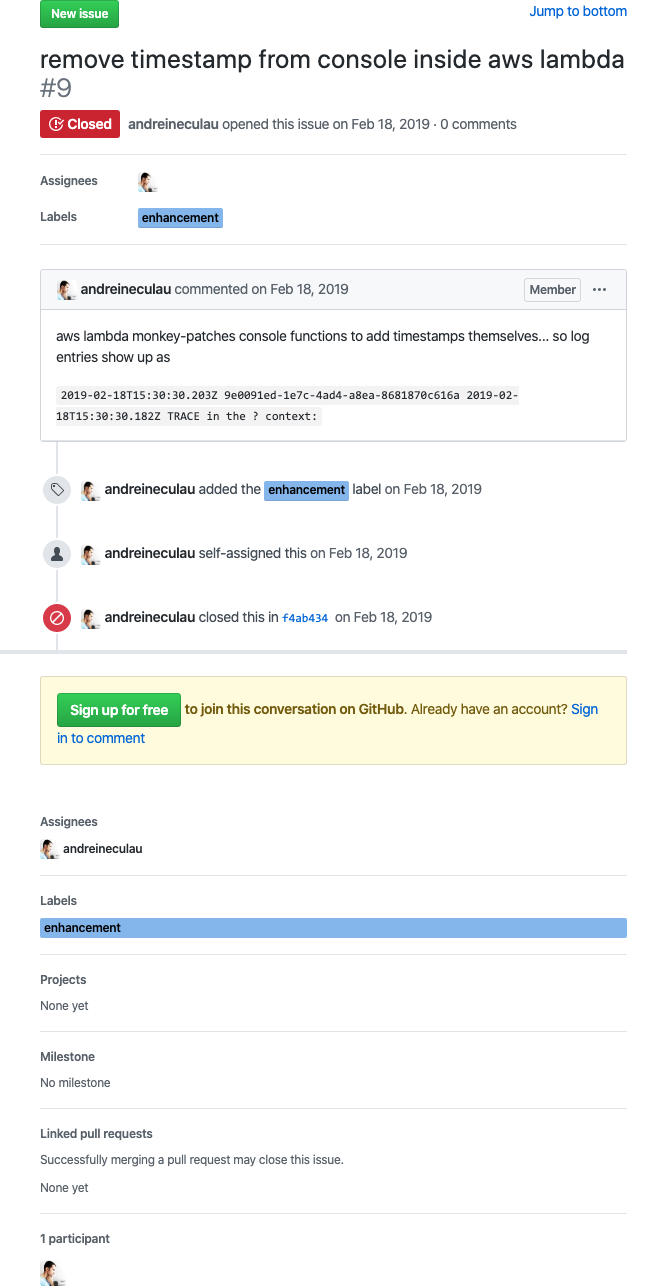 New issue
Jump to bottom
remove timestamp from console inside aws lambda
#9
Closed andreineculau opened this issue on Feb 18, 2019 · 0 comments
Assignees
Labels enhancement
andreineculau commented on Feb 18, 2019 Member ...
aws lambda monkey-patches console functions to add timestamps themselves... so log
entries show up as
2019-02-18T15:30:30.203Z 9e0091ed-1e7c-4ad4-a8ea-8681870c616a 2019-02-
18T15:30:30.182Z TRACE in the ? context:
andreineculau added the enhancement label on Feb 18, 2019
andreineculau self-assigned this on Feb 18, 2019
andreineculau closed this in f4ab434 on Feb 18, 2019
Sign up for free to join this conversation on GitHub. Already have an account? Sign
in to comment
Assignees
andreineculau
Labels
enhancement
Projects
None yet
Milestone
No milestone
Linked pull requests
Successfully merging a pull request may close this issue.
None yet
1 participant